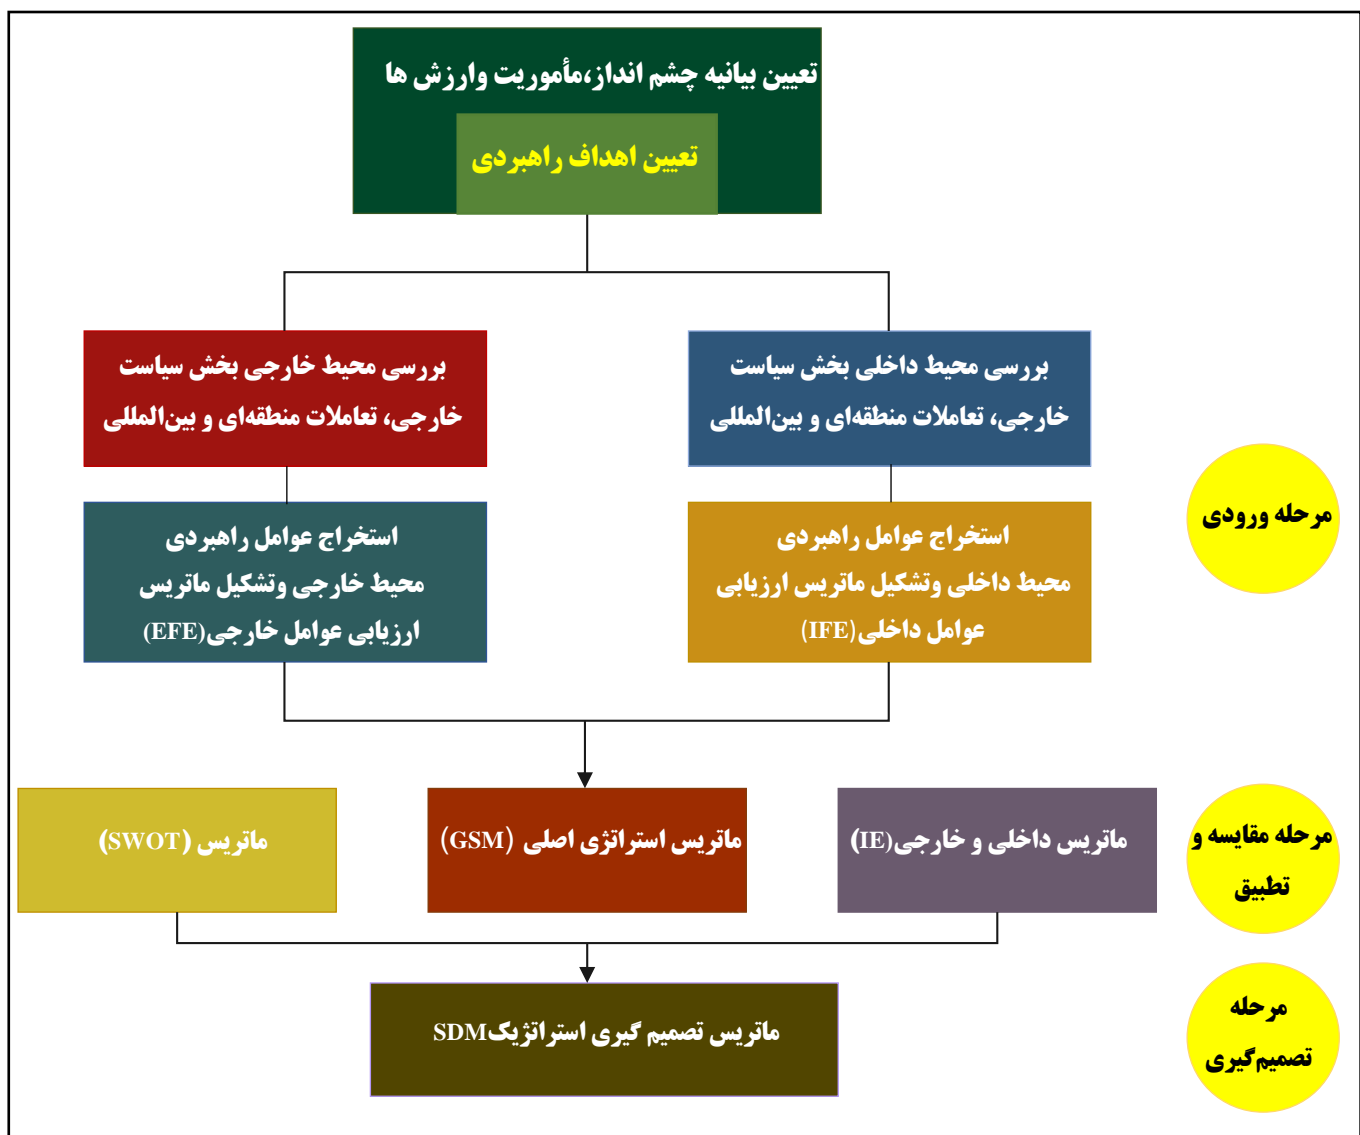 تعیین بیانیه چشم انداز،مأموریت وارزش ها
تعیین اهداف راهبردی
بررسی محیط داخلی بخش سیاست
خارجی، تعاملات منطقه‌ای و بین‌المللی
بررسی محیط خارجی بخش سیاست
خارجی، تعاملات منطقه‌ای و بین‌المللی
مرحله ورودی
استخراج عوامل راهبردی
محیط داخلی وتشکیل ماتریس ارزیابی
عوامل داخلی(IFE)
استخراج عوامل راهبردی
محیط خارجی وتشکیل ماتریس
ارزیابی عوامل خارجی(EFE)
مرحله مقایسه و
تطبیق
ماتریس داخلی و خارجی(IE)
ماتریس استراتژی اصلی (GSM)
ماتریس (SWOT)
مرحله
تصمیم‌گیری
ماتریس تصمیم گیری استراتژیکSDM